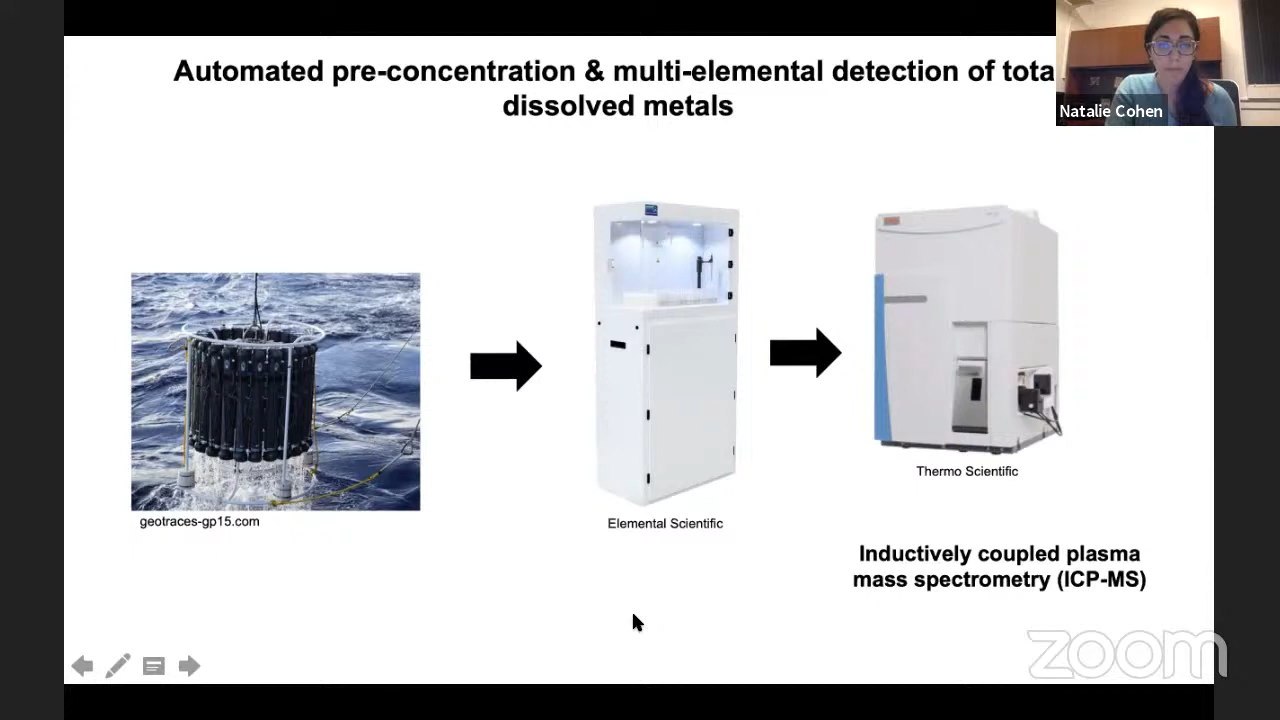 Automated pre-concentration & multi-elemental detection of tota
dissolved metals
Natalie Cohen
geotraces-gp15.com
Elemental Scientific
Thermo Scientific
Inductively coupled plasma
mass spectrometry (ICP-MS)
zoom